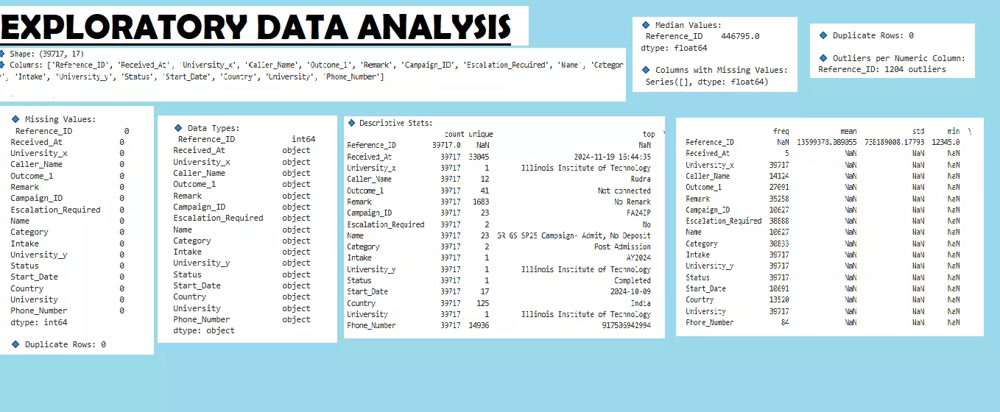 EXPLORATORY DATA ANALYSIS
Shape: (39717, 17)
Columns: ['Reference_ID', 'Received_At', 'University_x', 'Caller_Name', 'Outcome_1', 'Remark', 'Campaign_ID', 'Escalation_Required', 'Name', 'Categor
y', 'Intake', 'University_y', 'Status', 'Start_Date', 'Country', 'University', 'Phone_Number']
Median Values:
Reference_ID 446795.0
dtype: float64
Columns with Missing Values:
Series([], dtype: float64)
Duplicate Rows: 0
Outliers per Numeric Column:
Reference_ID: 1204 outliers
Missing Values:
Reference_ID 0
Received_At 0
University_x 0
Caller_Name 0
Outcome_1 0
Remark 0
Campaign_ID 0
Escalation_Required 0
Name 0
Category 0
Intake 0
University_y 0
Status 0
Start_Date 0
Country 0
University 0
Phone_Number 0
dtype: int64
Duplicate Rows: 0
Data Types:
Reference_ID int64
Received_At object
University_x object
Caller_Name object
Outcome_1 object
Remark object
Campaign_ID object
Escalation_Required object
Name object
Category object
Intake object
University_y object
Status object
Start_Date object
Country object
University object
Phone_Number object
dtype: object
Descriptive Stats:
count unique top \
Reference_ID 39717.0 NaN NaN
Received_At 39717 33045 2024-11-19 16:44:35
University_x 39717 1 Illinois Institute of Technology
Caller_Name 39717 12 Rudra
Outcome_1 39717 41 Not connected
Remark 39717 1683 No Remark
Campaign_ID 39717 23 FA24IP
Escalation_Required 39717 2 No
Name 39717 23 GR GS SP25 Campaign- Admit, No Deposit
Category 39717 2 Post Admission
Intake 39717 1 AY2024
University_y 39717 1 Illinois Institute of Technology
Status 39717 1 Completed
Start_Date 39717 17 2024-10-09
Country 39717 125 India
University 39717 1 Illinois Institute of Technology
Phone_Number 39717 14936 917506942994
freq mean std min \
Reference_ID NaN 13599378.089055 738189008.17793 12345.0
Received_At 5 NaN NaN NaN
University_x 39717 NaN NaN NaN
Caller_Name 14124 NaN NaN NaN
Outcome_1 27091 NaN NaN NaN
Remark 35258 NaN NaN NaN
Campaign_ID 10627 NaN NaN NaN
Escalation_Required 38888 NaN NaN NaN
Name 10627 NaN NaN NaN
Category 30833 NaN NaN NaN
Intake 39717 NaN NaN NaN
University_y 39717 NaN NaN NaN
Status 39717 NaN NaN NaN
Start_Date 10691 NaN NaN NaN
Country 13520 NaN NaN NaN
University 39717 NaN NaN NaN
Phone_Number 84 NaN NaN NaN